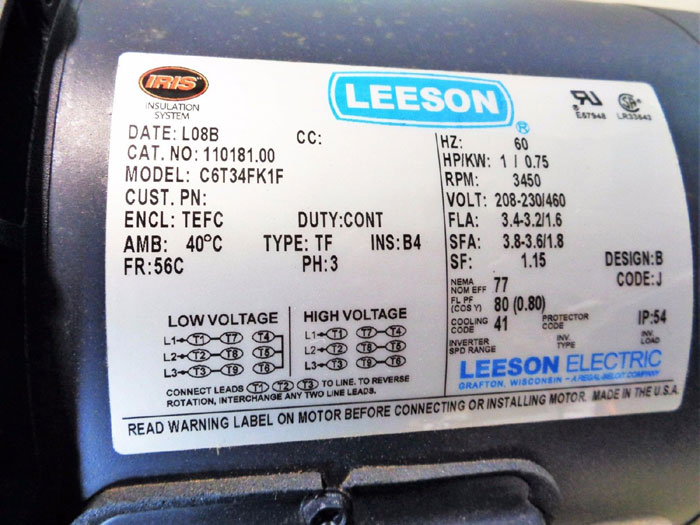 IRIS
INSULATION
SYSTEM
LEESON®
E57948
LR33543
DATE: L08B CC:
CAT. NO: 110181.00
MODEL: C6T34FK1F
CUST. PN:
ENCL: TEFC DUTY:CONT
AMB: 40°C TYPE: TF INS:B4
FR:56C PH:3
HZ: 60
HP/KW: 1 / 0.75
RPM: 3450
VOLT: 208-230/460
FLA: 3.4-3.2/1.6
SFA: 3.8-3.6/1.8
SF: 1.15 DESIGN:B
NEMA
NOM EFF 77 CODE:J
FL PF
(COS Y) 80 (0.80)
COOLING
CODE 41 PROTECTOR
CODE IP:54
INVERTER
SPD RANGE INV.
TYPE INV.
LOAD
LOW VOLTAGE HIGH VOLTAGE
L1 T1 T7 T4 L1 T1 T7 T4
L2 T2 T8 T5 L2 T2 T8 T5
L3 T3 T9 T6 L3 T3 T9 T6
CONNECT LEADS T1 T2 T3 TO LINE. TO REVERSE
ROTATION, INTERCHANGE ANY TWO LINE LEADS.
LEESON ELECTRIC
GRAFTON, WISCONSIN – A REGAL-BELOIT COMPANY
READ WARNING LABEL ON MOTOR BEFORE CONNECTING OR INSTALLING MOTOR. MADE IN THE U.S.A.